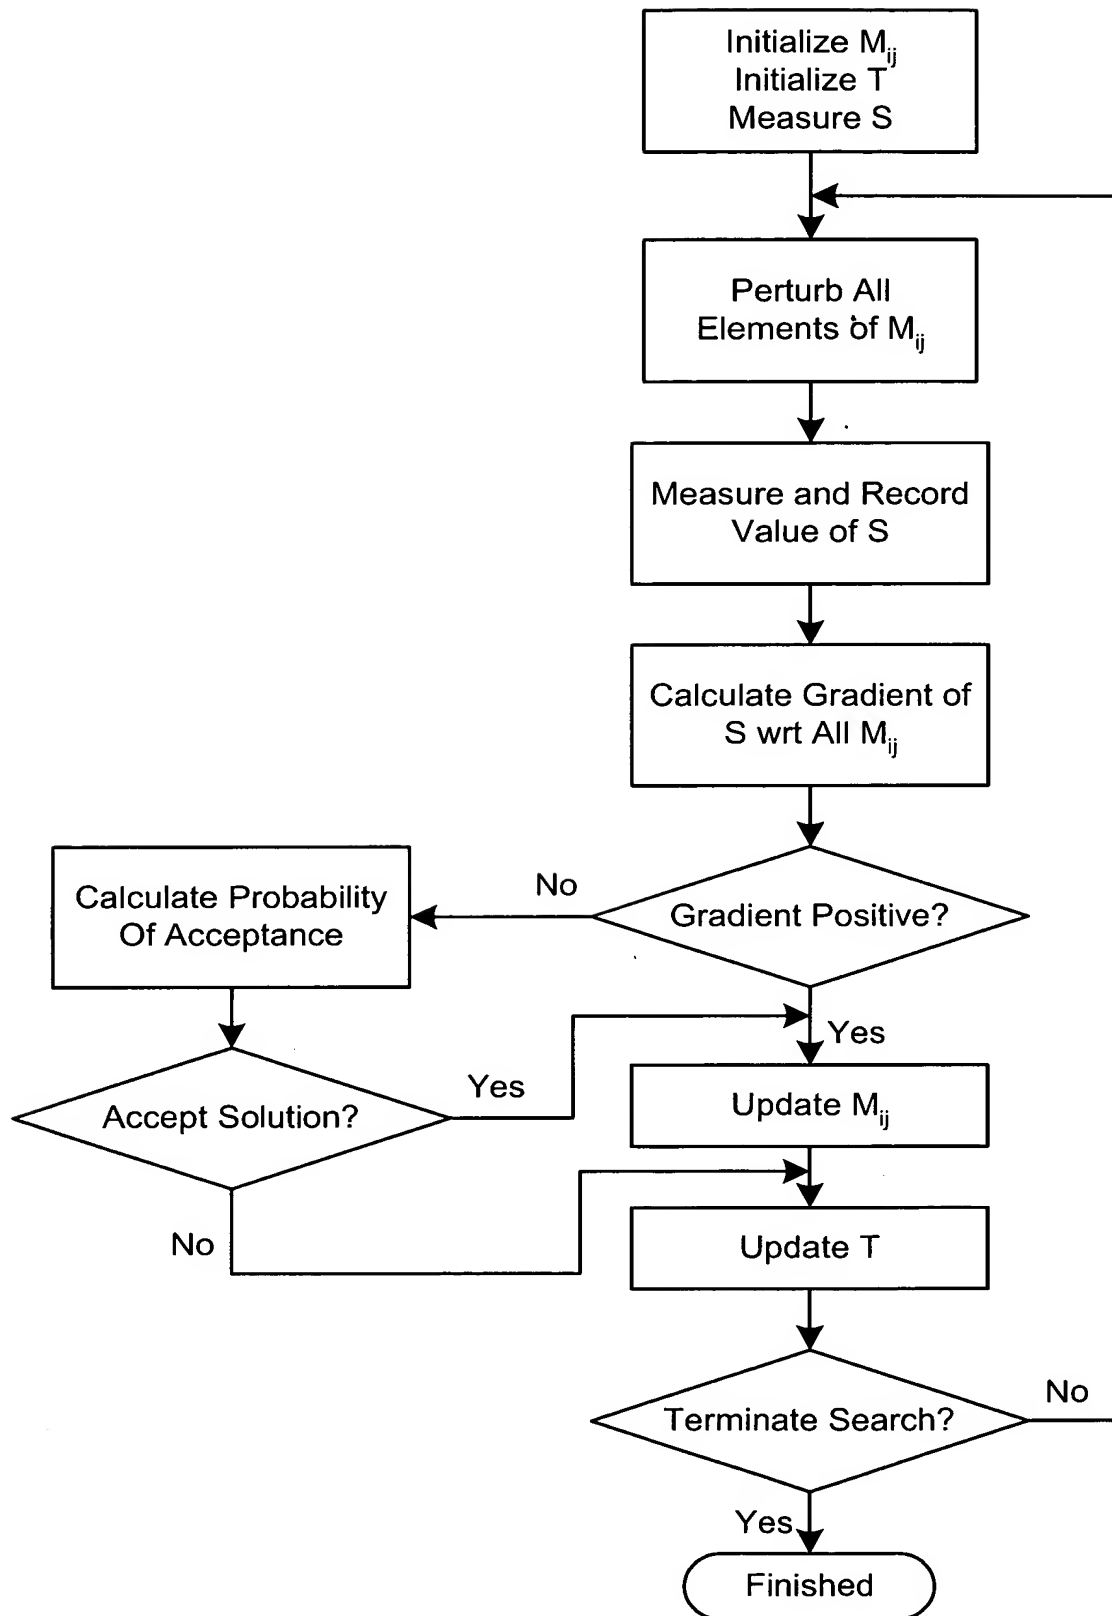 Initialize M_ij
Initialize T
Measure S
Perturb All
Elements of M_ij
Measure and Record
Value of S
Calculate Gradient of
S wrt All M_ij
Gradient Positive?
No
Calculate Probability
Of Acceptance
Yes
Accept Solution?
Yes
Update M_ij
No
Update T
Terminate Search?
No
Yes
Finished